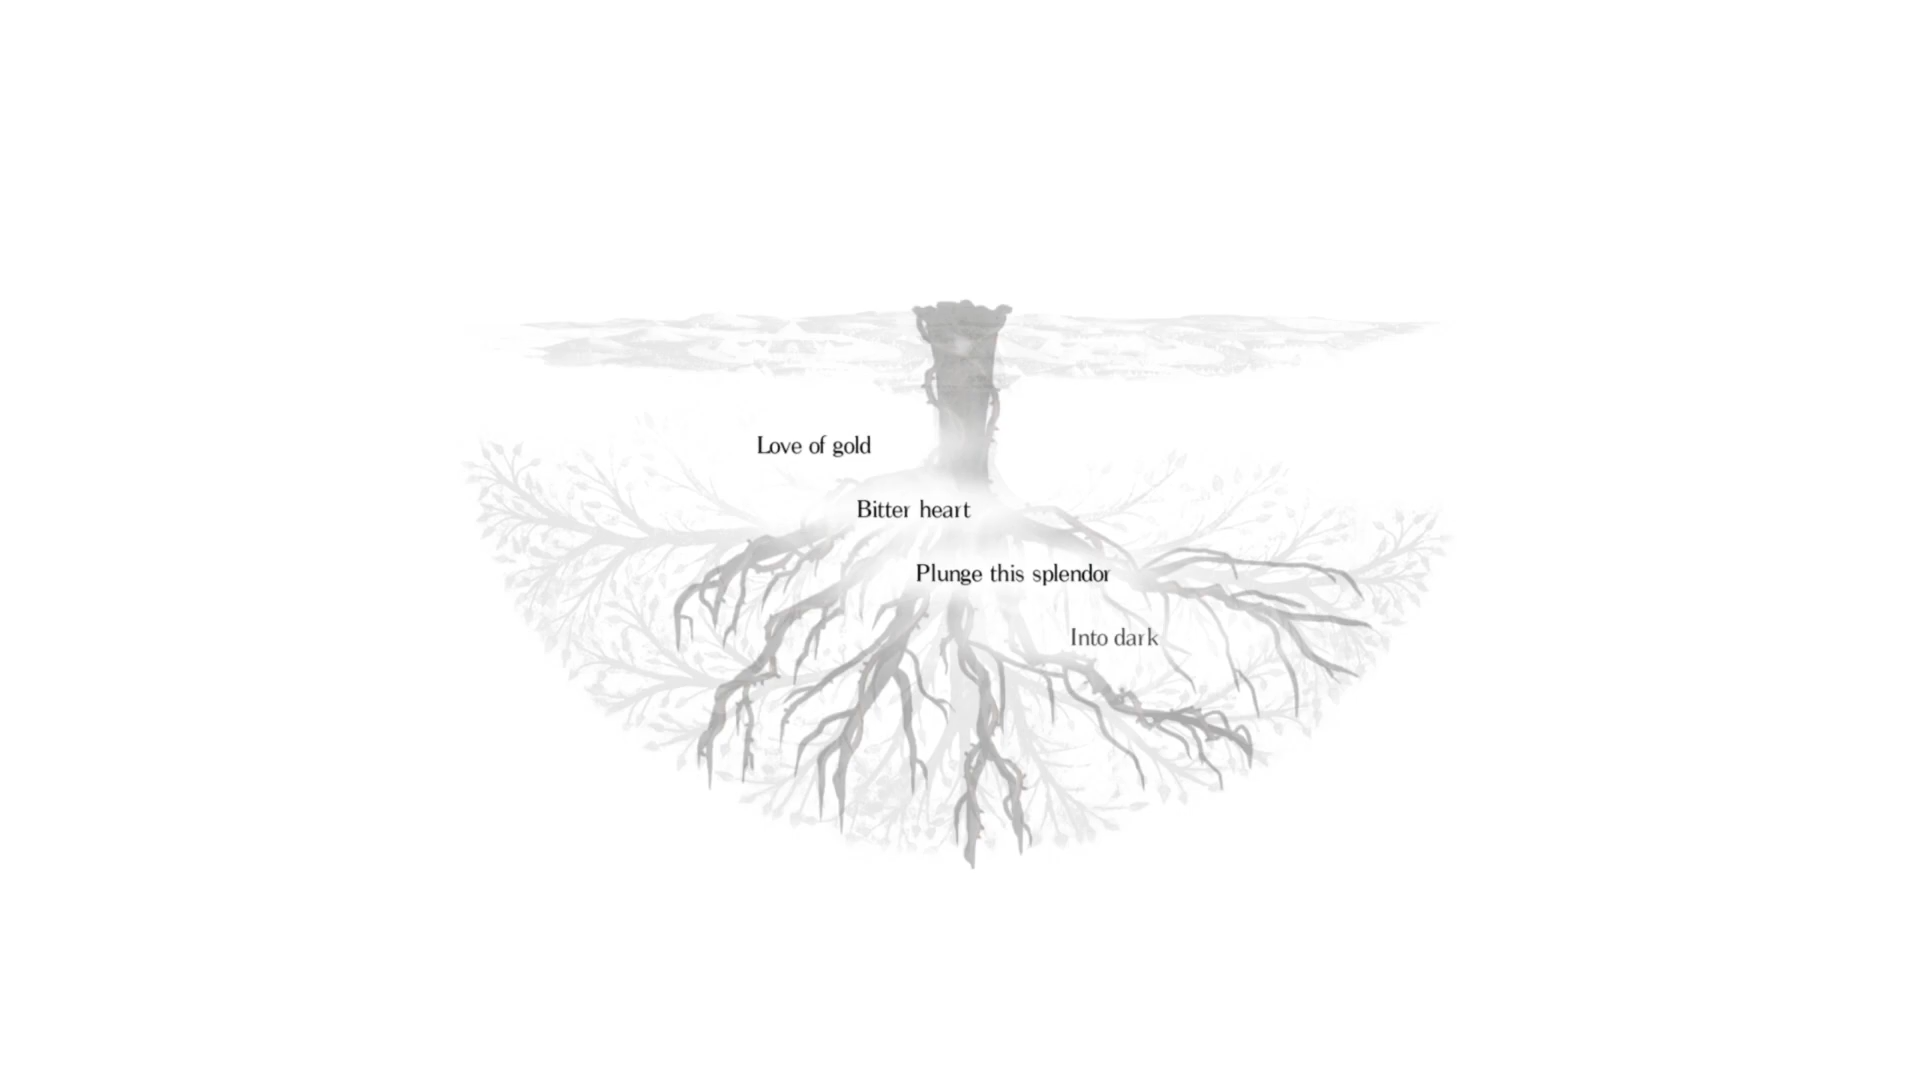 Love of gold
Bitter heart
Plunge this splendor
Into dark